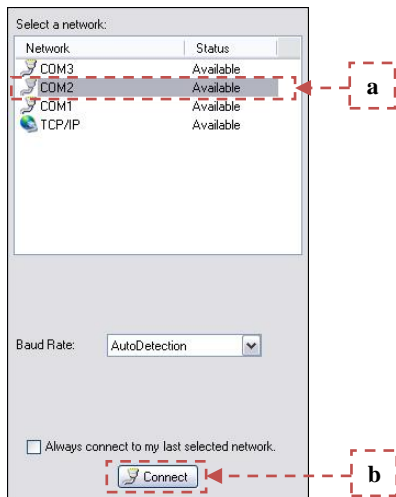 Select a network:
Network Status
COM3 Available
COM2 Available
a
COM1 Available
TCP/IP Available
Baud Rate: AutoDetection
Always connect to my last selected network.
Connect
b